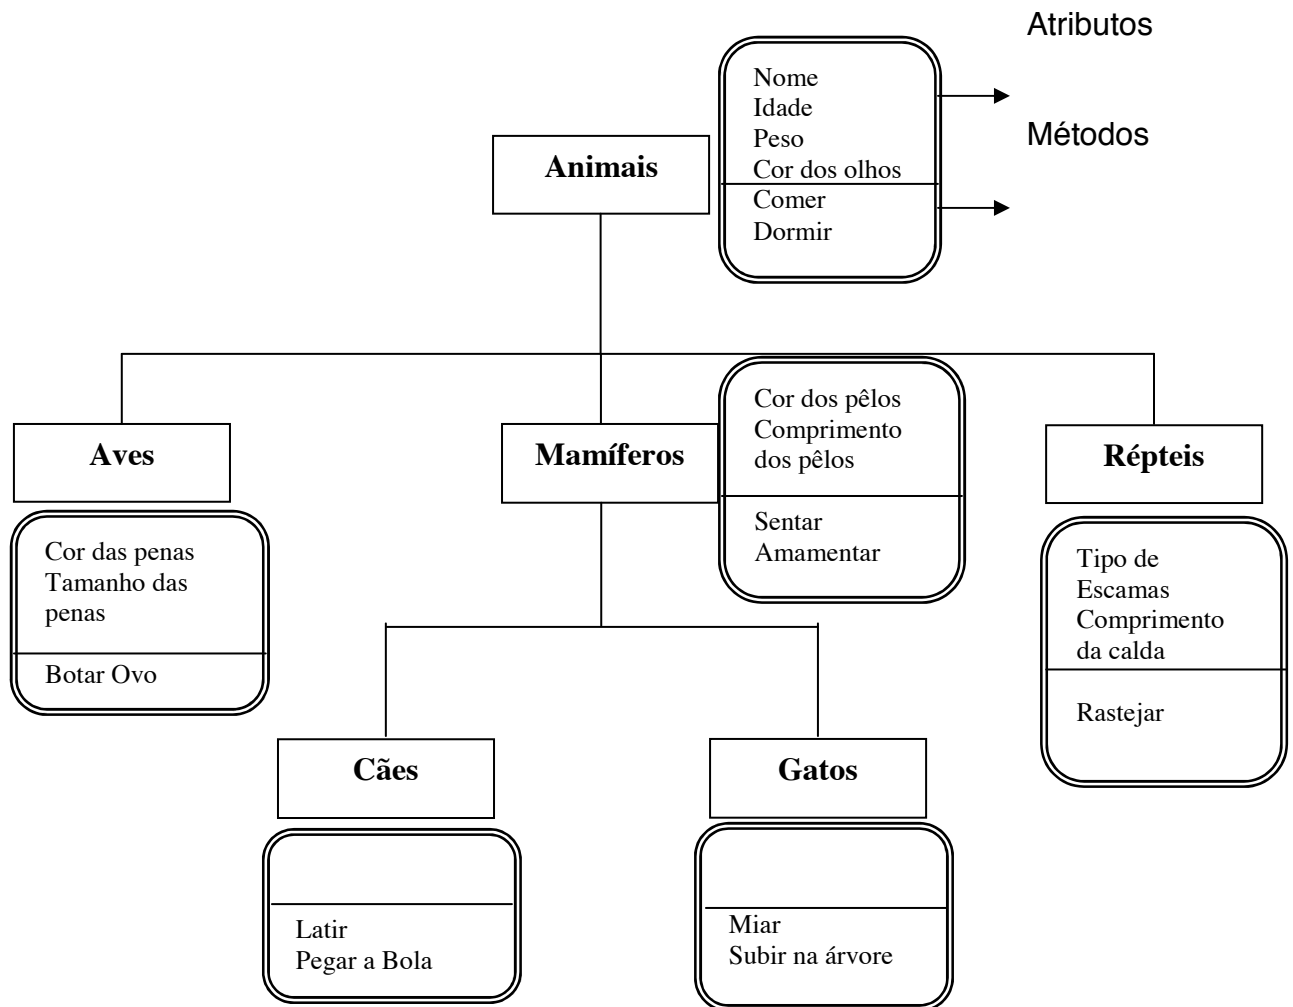 Atributos
Nome
Idade
Peso
Cor dos olhos
Métodos
Animais
Comer
Dormir
Cor dos pêlos
Comprimento
dos pêlos
Sentar
Amamentar
Aves
Mamíferos
Répteis
Cor das penas
Tamanho das
penas
Botar Ovo
Tipo de
Escamas
Comprimento
da calda
Rastejar
Cães
Gatos
Latir
Pegar a Bola
Miar
Subir na árvore